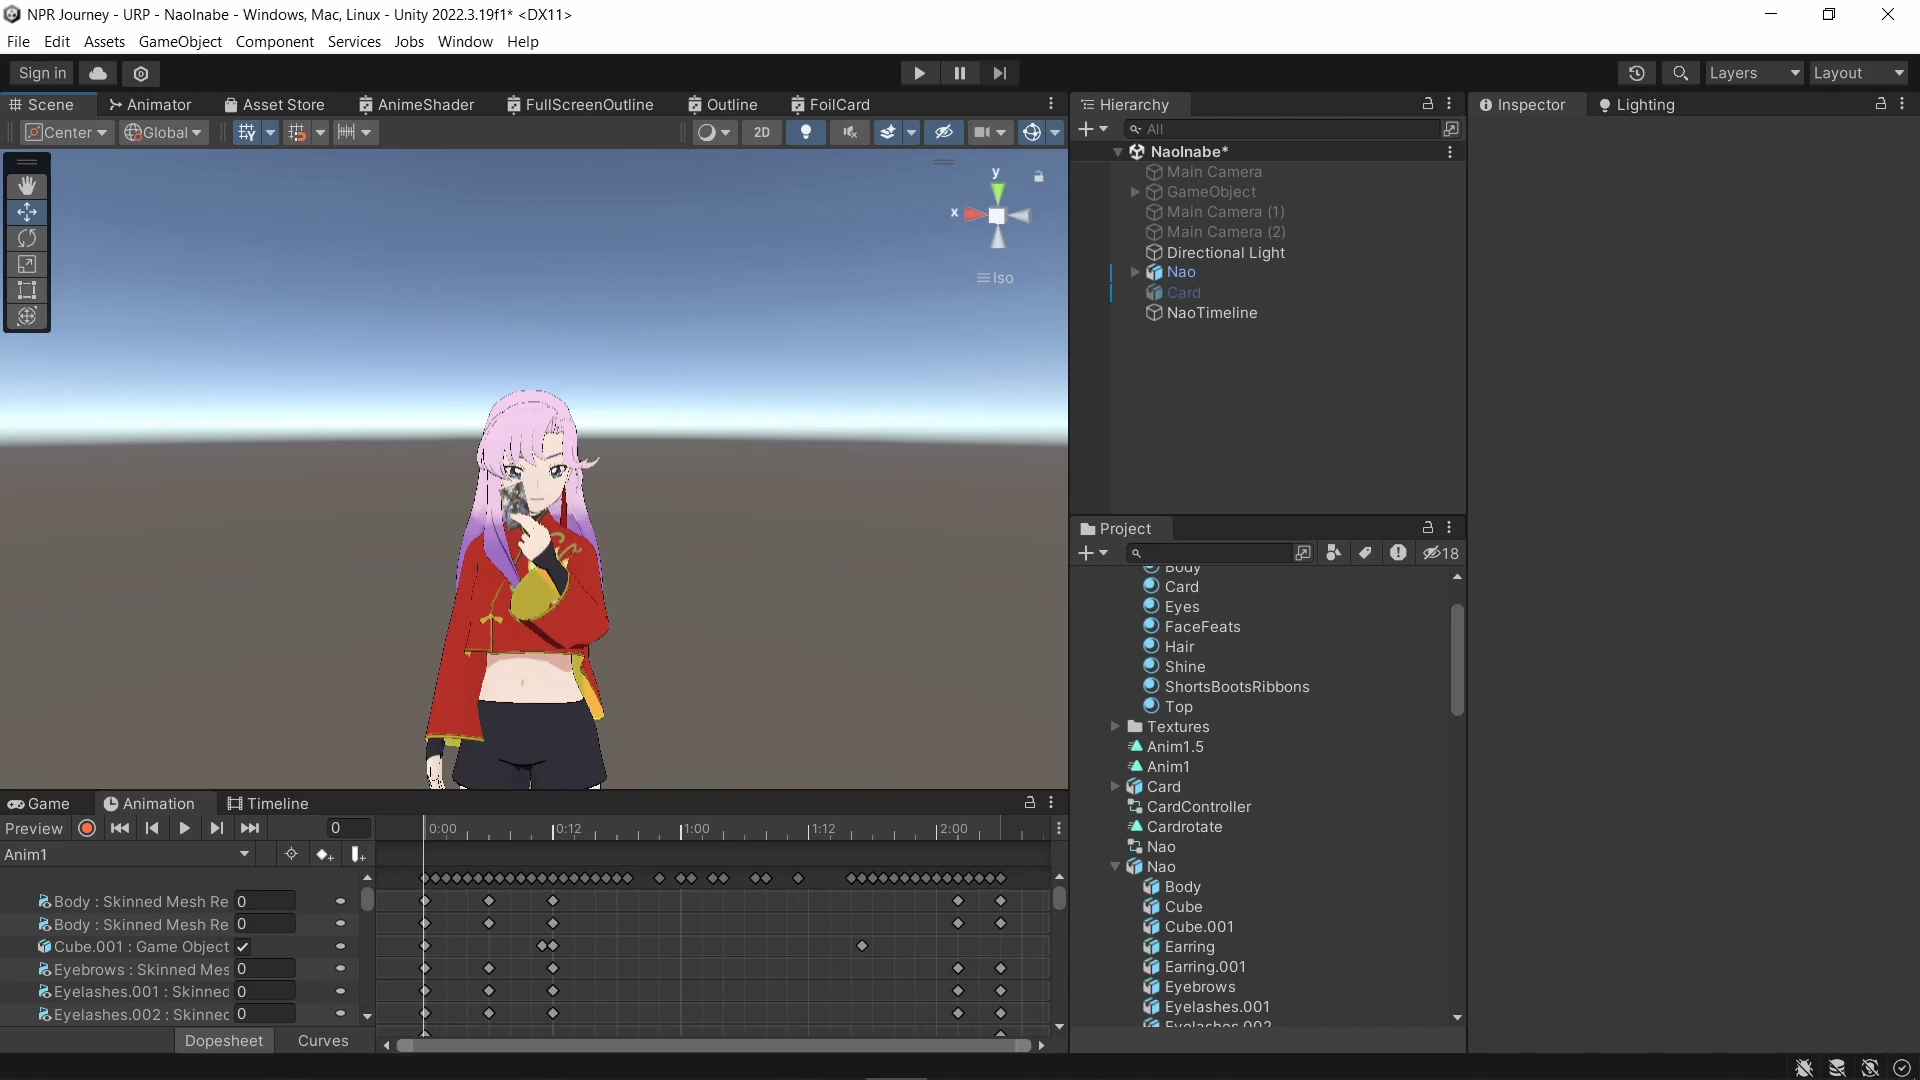 NPR Journey - URP - NaoInabe - Windows, Mac, Linux - Unity 2022.3.19f1* <DX11>
File Edit Assets GameObject Component Services Jobs Window Help
Sign in
Layers
Layout
Scene
Animator
Asset Store
AnimeShader
FullScreenOutline
Outline
FoilCard
Center
Global
2D
y
x
Iso
Hierarchy
All
NaoInabe*
Main Camera
GameObject
Main Camera (1)
Main Camera (2)
Directional Light
Nao
Card
NaoTimeline
Inspector
Lighting
Project
18
Body
Card
Eyes
FaceFeats
Hair
Shine
ShortsBootsRibbons
Top
Textures
Anim1.5
Anim1
Card
CardController
Cardrotate
Nao
Nao
Body
Cube
Cube.001
Earring
Earring.001
Eyebrows
Eyelashes.001
Eyelashes.002
Game
Animation
Timeline
Preview
0
0:00
0:12
1:00
1:12
2:00
Anim1
Body : Skinned Mesh Re 0
Body : Skinned Mesh Re 0
Cube.001 : Game Object
Eyebrows : Skinned Mes 0
Eyelashes.001 : Skinned 0
Eyelashes.002 : Skinned 0
Dopesheet
Curves